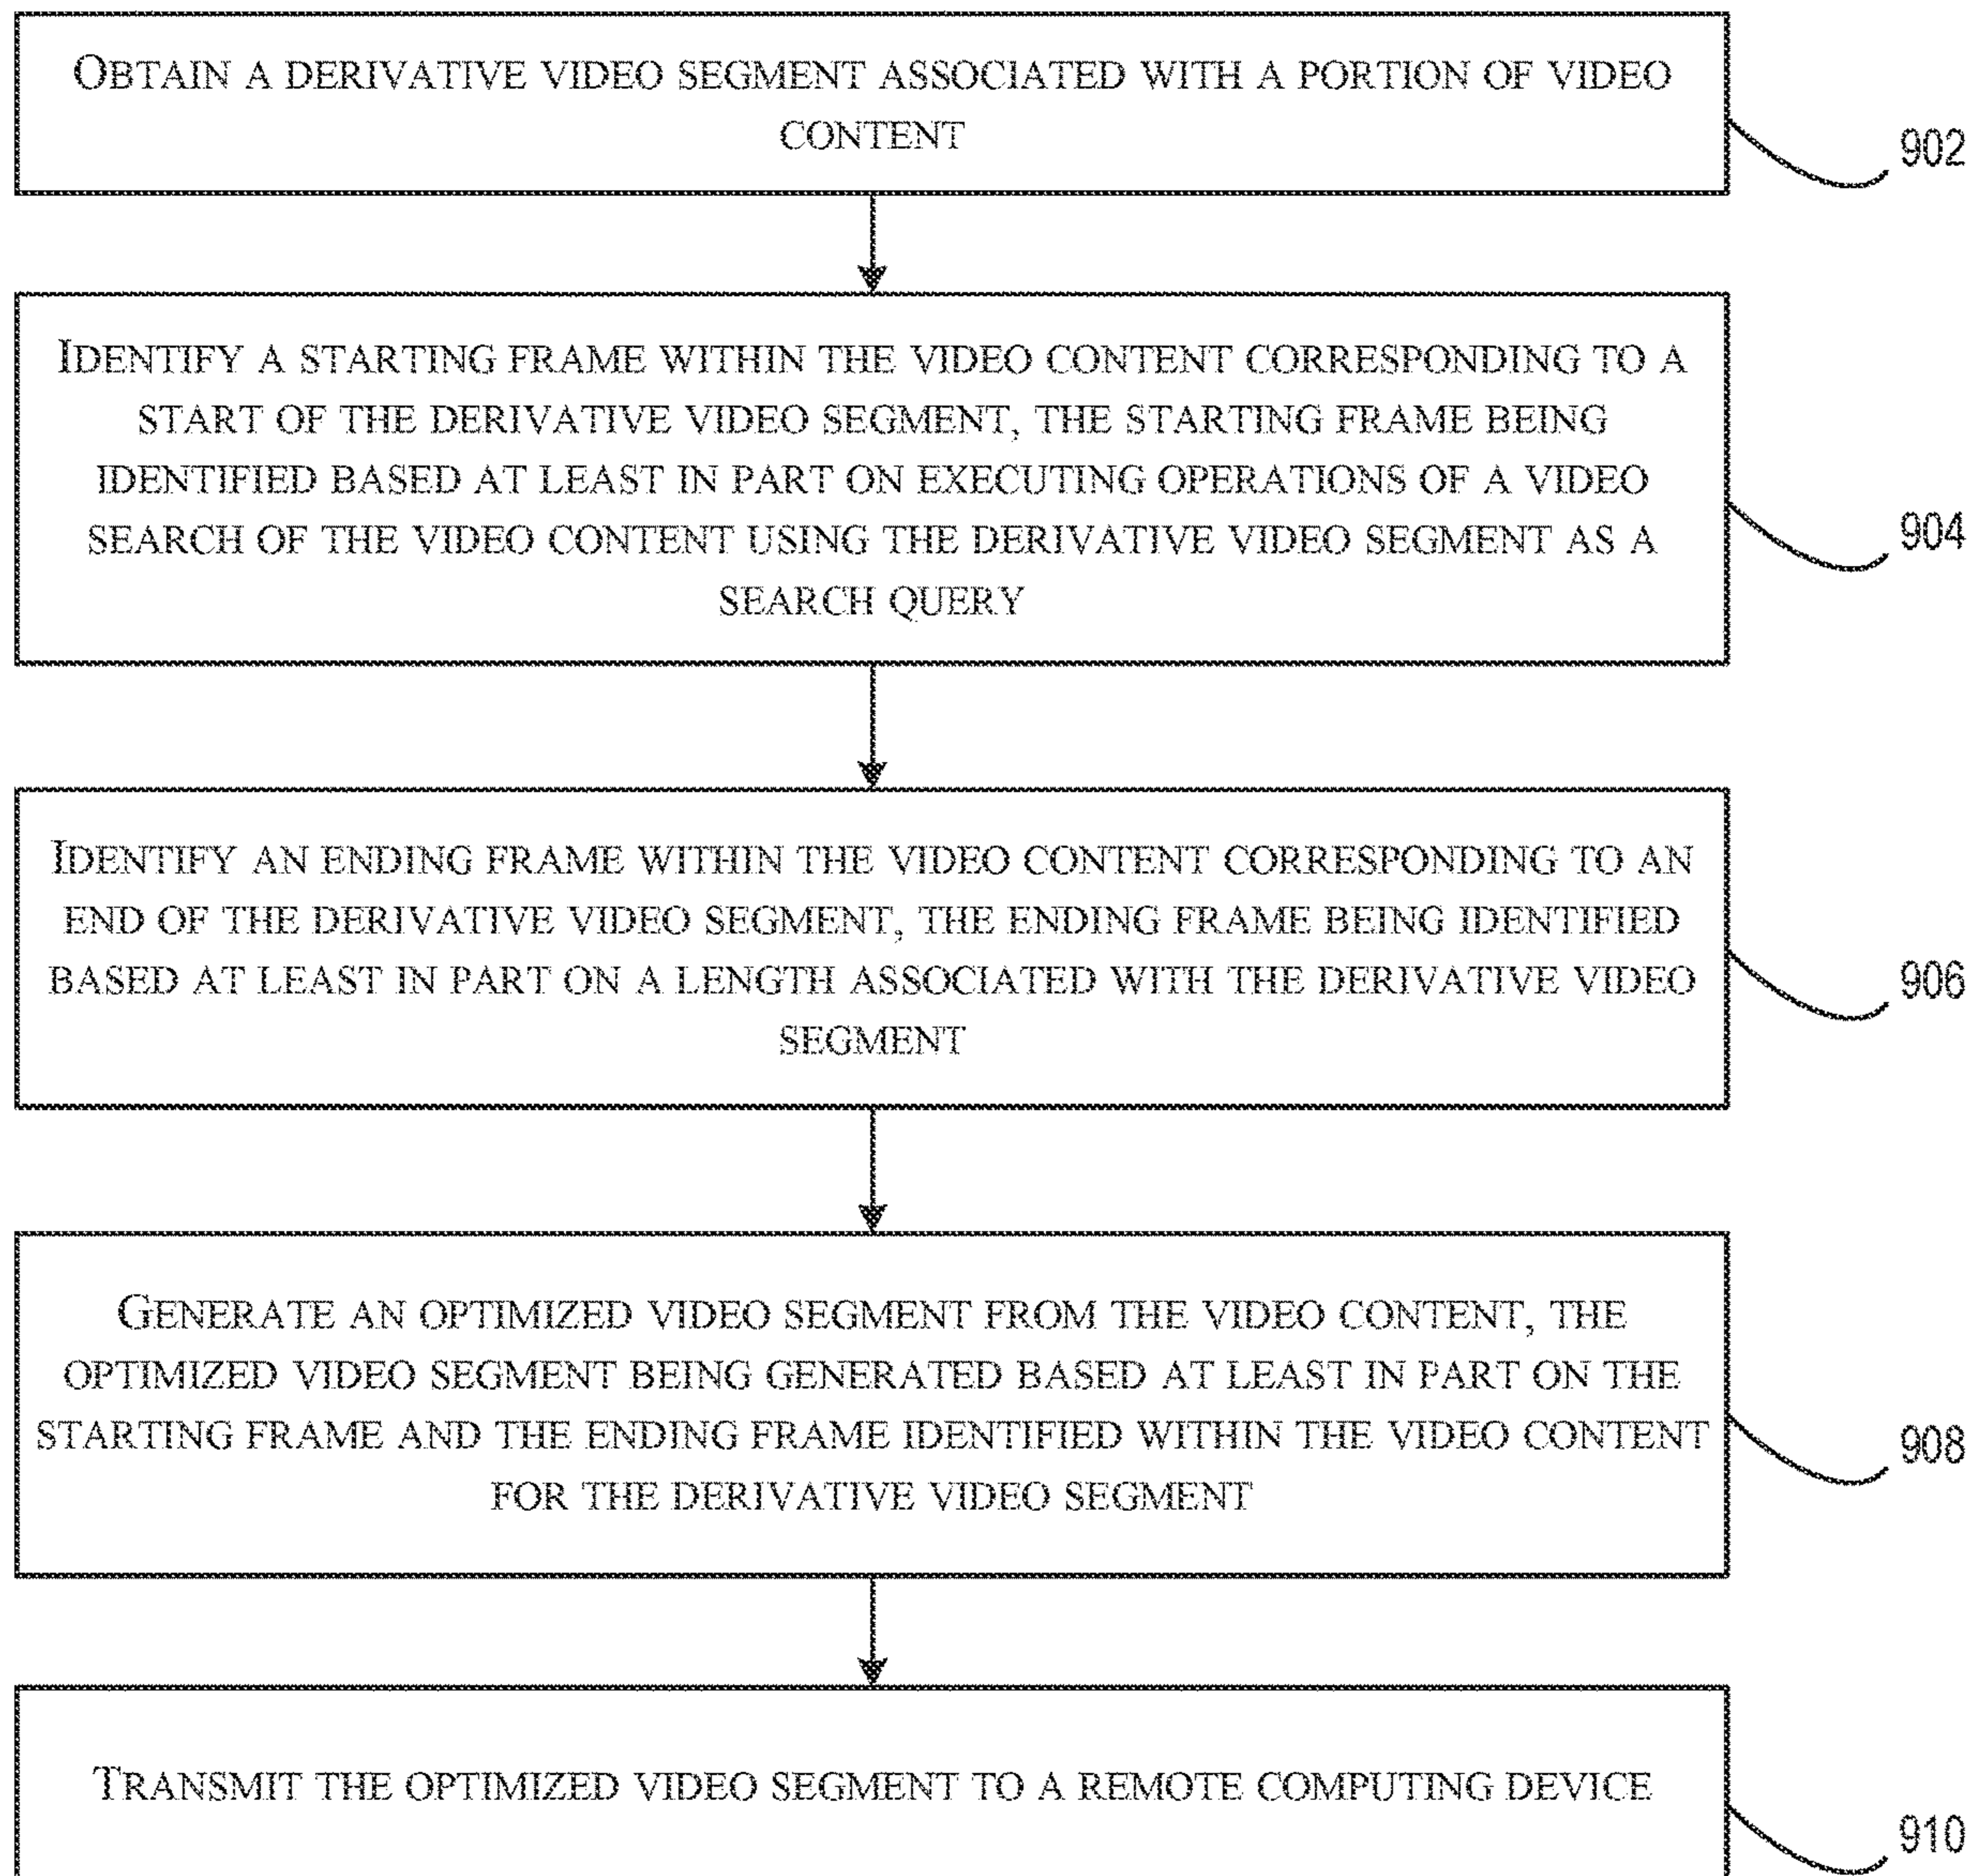 OBTAIN A DERIVATIVE VIDEO SEGMENT ASSOCIATED WITH A PORTION OF VIDEO
CONTENT
902
IDENTIFY A STARTING FRAME WITHIN THE VIDEO CONTENT CORRESPONDING TO A
START OF THE DERIVATIVE VIDEO SEGMENT, THE STARTING FRAME BEING
IDENTIFIED BASED AT LEAST IN PART ON EXECUTING OPERATIONS OF A VIDEO
SEARCH OF THE VIDEO CONTENT USING THE DERIVATIVE VIDEO SEGMENT AS A
SEARCH QUERY
904
IDENTIFY AN ENDING FRAME WITHIN THE VIDEO CONTENT CORRESPONDING TO AN
END OF THE DERIVATIVE VIDEO SEGMENT, THE ENDING FRAME BEING IDENTIFIED
BASED AT LEAST IN PART ON A LENGTH ASSOCIATED WITH THE DERIVATIVE VIDEO
SEGMENT
906
GENERATE AN OPTIMIZED VIDEO SEGMENT FROM THE VIDEO CONTENT, THE
OPTIMIZED VIDEO SEGMENT BEING GENERATED BASED AT LEAST IN PART ON THE
STARTING FRAME AND THE ENDING FRAME IDENTIFIED WITHIN THE VIDEO CONTENT
FOR THE DERIVATIVE VIDEO SEGMENT
908
TRANSMIT THE OPTIMIZED VIDEO SEGMENT TO A REMOTE COMPUTING DEVICE
910